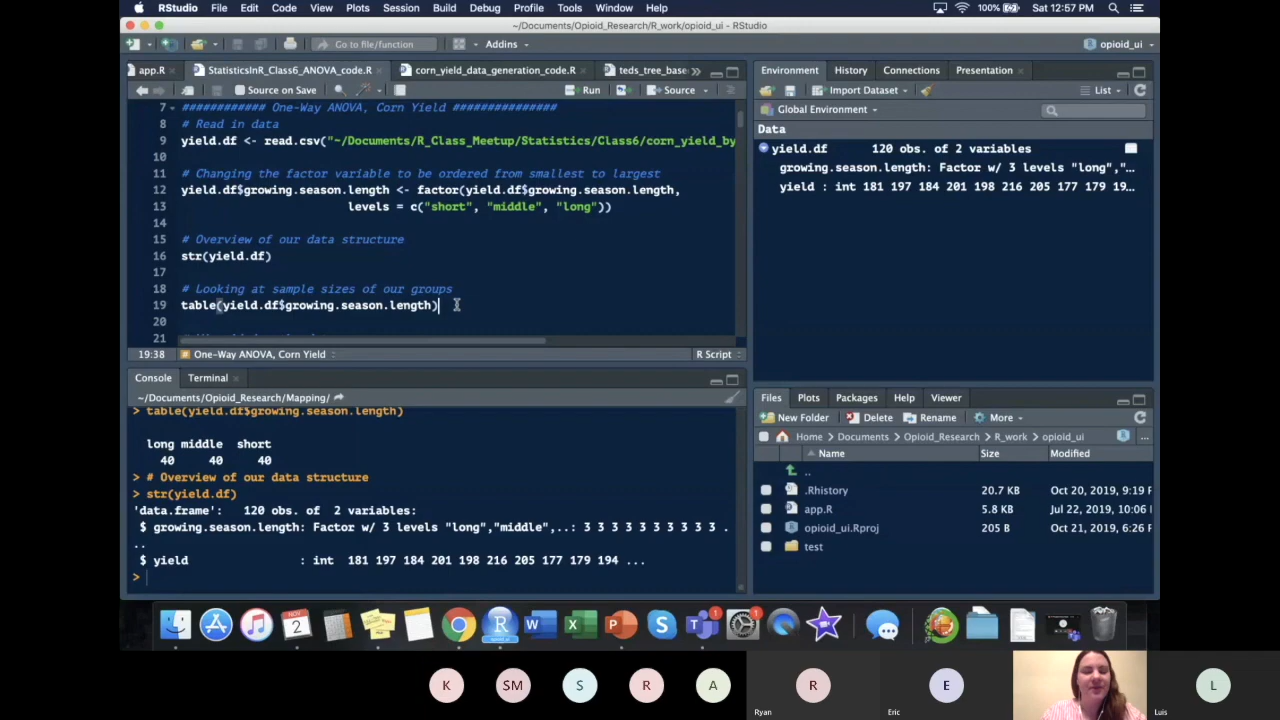 RStudio File Edit Code View Plots Session Build Debug Profile Tools Window Help 100% Sat 12:57 PM
~/Documents/Opioid_Research/R_work/opioid_ui - RStudio
Go to file/function Addins opioid_ui
app.R StatisticsInR_Class6_ANOVA_code.R corn_yield_data_generation_code.R teds_tree_base
Source on Save Run Source
7 ############ One-Way ANOVA, Corn Yield ###############
8 # Read in data
9 yield.df <- read.csv("~/Documents/R_Class_Meetup/Statistics/Class6/corn_yield_by
10
11 # Changing the factor variable to be ordered from smallest to largest
12 yield.df$growing.season.length <- factor(yield.df$growing.season.length,
13 levels = c("short", "middle", "long"))
14
15 # Overview of our data structure
16 str(yield.df)
17
18 # Looking at sample sizes of our groups
19 table(yield.df$growing.season.length)
20
21
19:38 # One-Way ANOVA, Corn Yield R Script
Console Terminal
~/Documents/Opioid_Research/Mapping/
> table(yield.df$growing.season.length)
long middle short
40 40 40
> # Overview of our data structure
> str(yield.df)
'data.frame': 120 obs. of 2 variables:
$ growing.season.length: Factor w/ 3 levels "long","middle",..: 3 3 3 3 3 3 3 3 3 3 .
..
$ yield : int 181 197 184 201 198 216 205 177 179 194 ...
>
Environment History Connections Presentation
Import Dataset List
Global Environment
Data
yield.df 120 obs. of 2 variables
growing.season.length: Factor w/ 3 levels "long","...
yield : int 181 197 184 201 198 216 205 177 179 19...
Files Plots Packages Help Viewer
New Folder Delete Rename More
Home Documents Opioid_Research R_work opioid_ui ...
Name Size Modified
..
.Rhistory 20.7 KB Oct 20, 2019, 9:19 P
app.R 5.8 KB Jul 22, 2019, 10:06
opioid_ui.Rproj 205 B Oct 21, 2019, 6:26 P
test
NOV
2
R
opioid_ui
W
X
P
S
T
1
1
K SM S R A R E L
Ryan Eric Luis